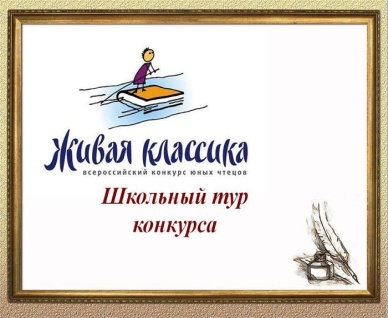 Живая классика
всероссийский конкурс юных чтецов
Школьный тур
конкурса